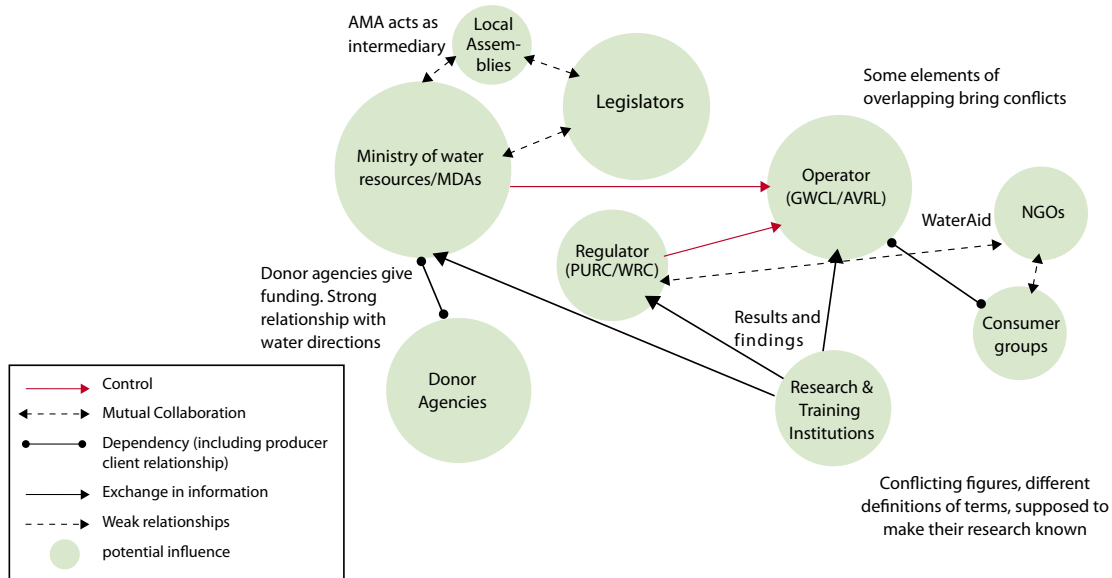 AMA acts as
intermediary
Local
Assem-
blies
Legislators
Some elements of
overlapping bring conflicts
Ministry of water
resources/MDAs
Operator
(GWCL/AVRL)
WaterAid
NGOs
Regulator
(PURC/WRC)
Donor agencies give
funding. Strong
relationship with
water directions
Results and
findings
Consumer
groups
Donor
Agencies
Research &
Training
Institutions
Control
Mutual Collaboration
Dependency (including producer
client relationship)
Exchange in information
Weak relationships
potential influence
Conflicting figures, different
definitions of terms, supposed to
make their research known